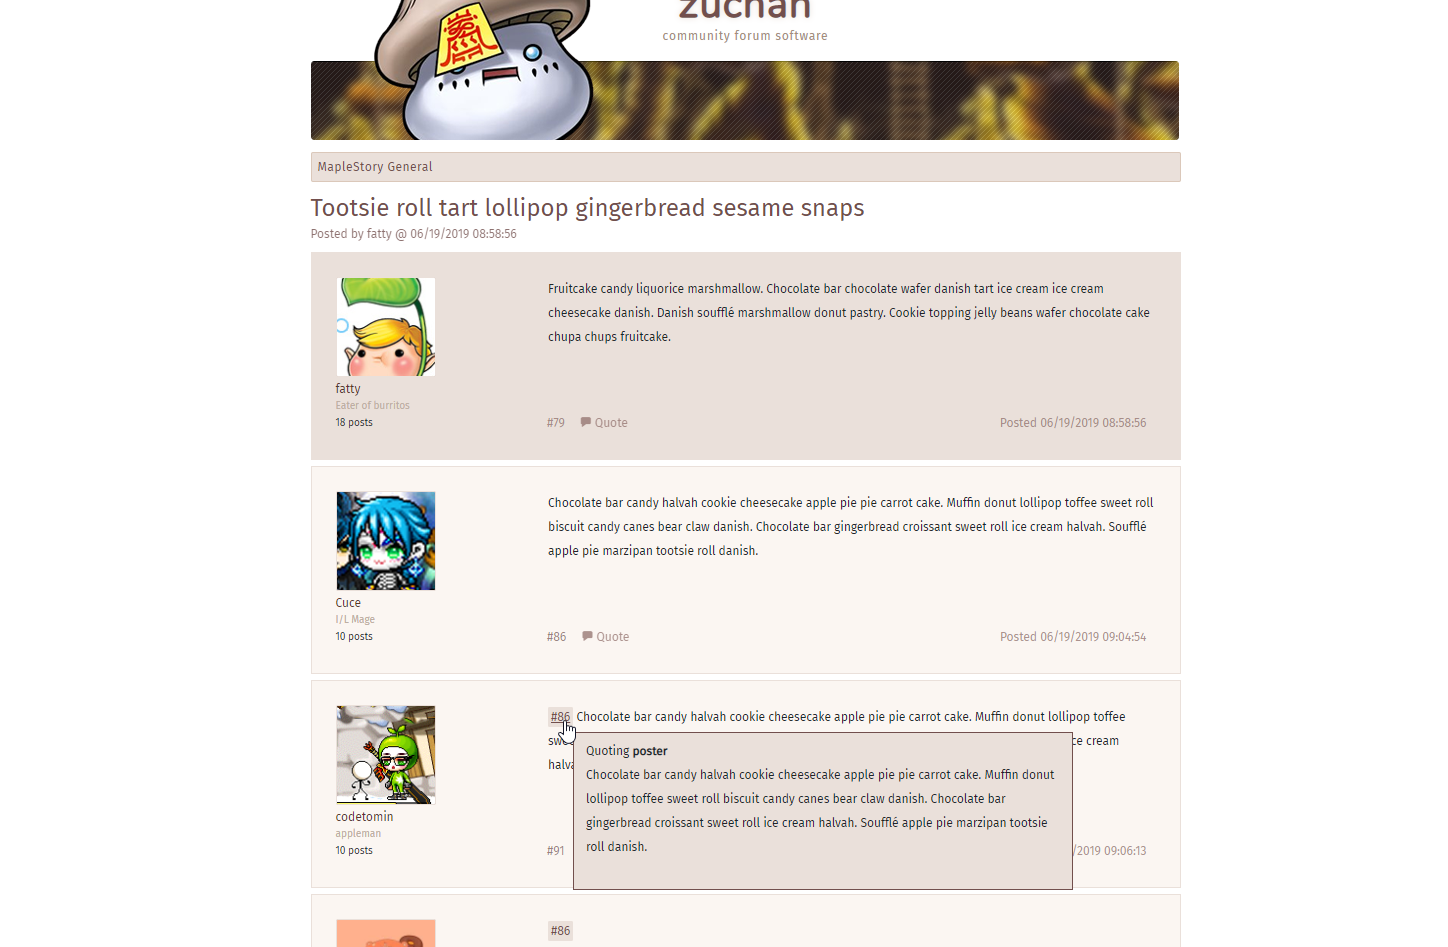 zuchan
community forum software
MapleStory General
Tootsie roll tart lollipop gingerbread sesame snaps
Posted by fatty @ 06/19/2019 08:58:56
Fruitcake candy liquorice marshmallow. Chocolate bar chocolate wafer danish tart ice cream ice cream
cheesecake danish. Danish soufflé marshmallow donut pastry. Cookie topping jelly beans wafer chocolate cake
chupa chups fruitcake.
fatty
Eater of burritos
18 posts
#79 Quote Posted 06/19/2019 08:58:56
Chocolate bar candy halvah cookie cheesecake apple pie pie carrot cake. Muffin donut lollipop toffee sweet roll
biscuit candy canes bear claw danish. Chocolate bar gingerbread croissant sweet roll ice cream halvah. Soufflé
apple pie marzipan tootsie roll danish.
Cuce
I/L Mage
10 posts
#86 Quote Posted 06/19/2019 09:04:54
#86 Chocolate bar candy halvah cookie cheesecake apple pie pie carrot cake. Muffin donut lollipop toffee
cream
Quoting poster
Chocolate bar candy halvah cookie cheesecake apple pie pie carrot cake. Muffin donut
lollipop toffee sweet roll biscuit candy canes bear claw danish. Chocolate bar
gingerbread croissant sweet roll ice cream halvah. Soufflé apple pie marzipan tootsie
roll danish.
codetomin
appleman
10 posts
#91 /2019 09:06:13
#86